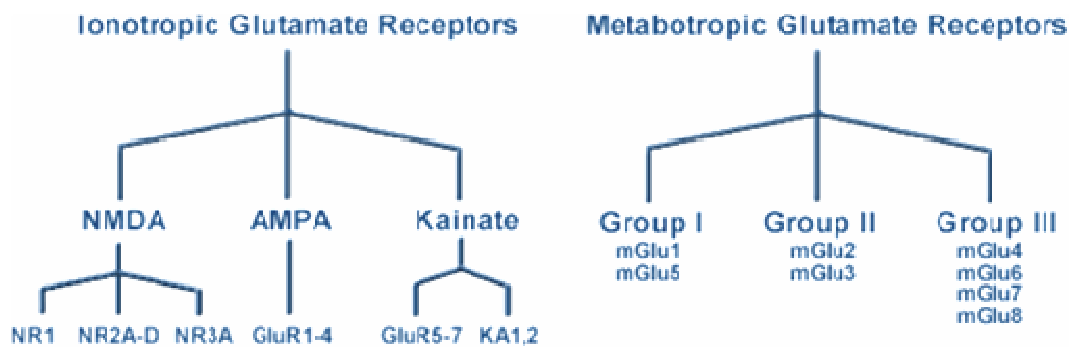 Ionotropic Glutamate Receptors
NMDA
AMPA
Kainate
NR1
NR2A-D
NR3A
GluR1-4
GluR5-7
KA1,2
Metabotropic Glutamate Receptors
Group I
mGlu1
mGlu5
Group II
mGlu2
mGlu3
Group III
mGlu4
mGlu6
mGlu7
mGlu8